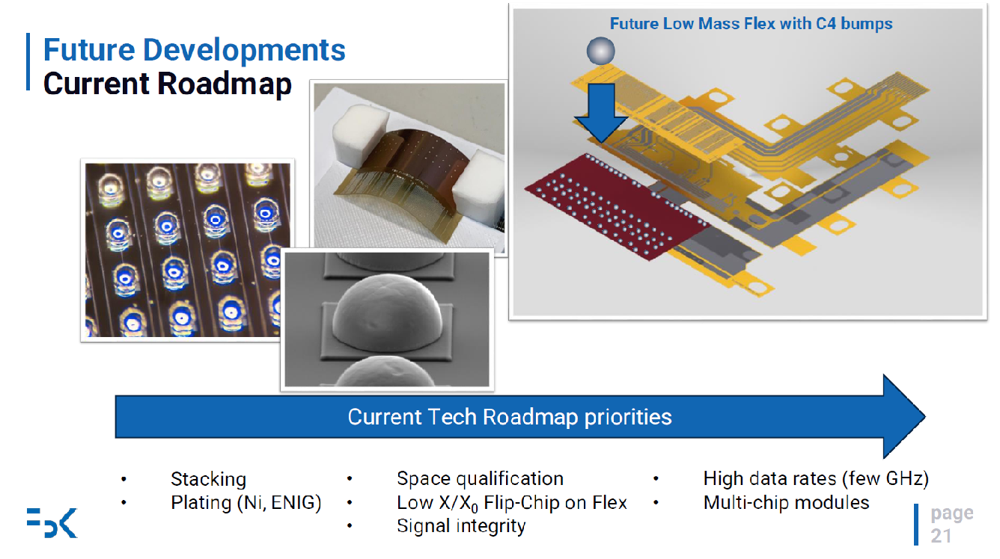 Future Developments
Current Roadmap
Future Low Mass Flex with C4 bumps
Current Tech Roadmap priorities
• Stacking
• Plating (Ni, ENIG)
• Space qualification
• Low X/X₀ Flip-Chip on Flex
• Signal integrity
• High data rates (few GHz)
• Multi-chip modules
page
21